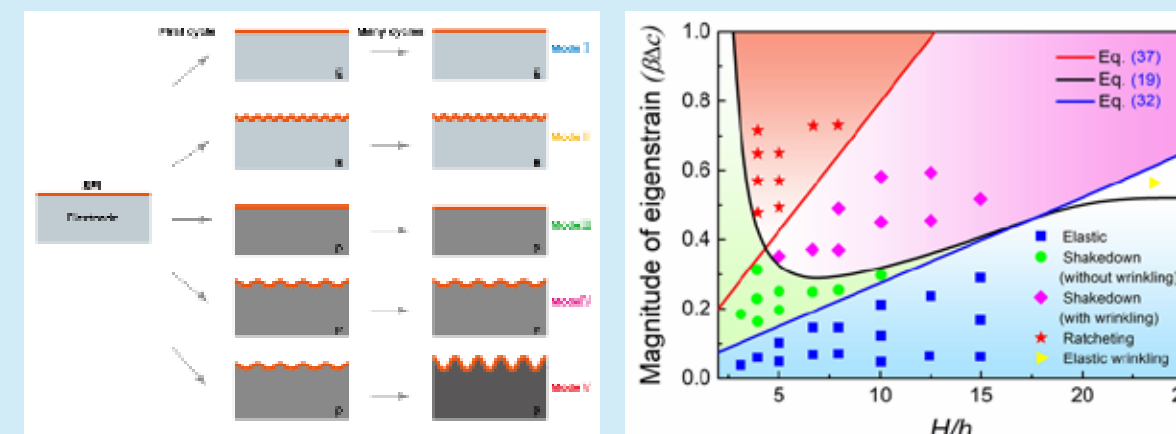 First cycle
Many cycles
E
E
Mode I
E
E
Mode II
SEI
Electrode
P
P
Mode III
P
P
Mode IV
P
P
Mode V
Magnitude of eigenstrain (βΔc)
1.0
0.8
0.6
0.4
0.2
0.0
5
10
15
20
H/h
Eq. (37)
Eq. (19)
Eq. (32)
Elastic
Shakedown
(without wrinkling)
Shakedown
(with wrinkling)
Ratcheting
Elastic wrinkling